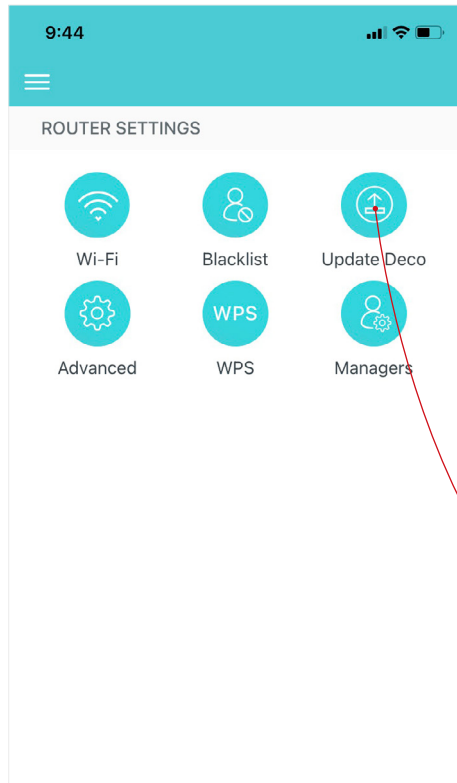 9:44
ROUTER SETTINGS
Wi-Fi Blacklist Update Deco
WPS
Advanced WPS Managers